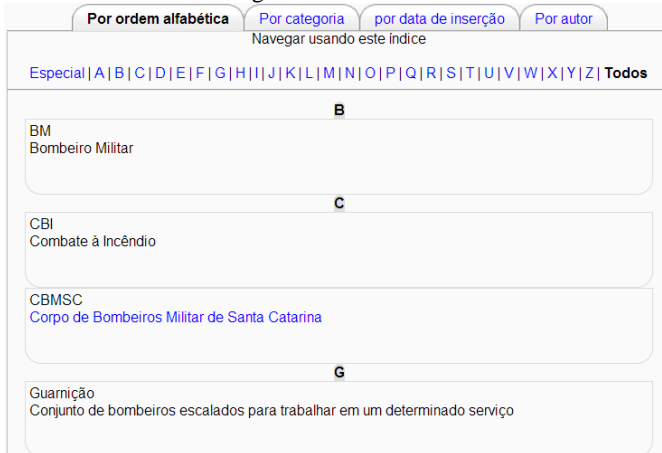 Por ordem alfabética Por categoria por data de inserção Por autor
Navegar usando este índice
Especial|A|B|C|D|E|F|G|H|I|J|K|L|M|N|O|P|Q|R|S|T|U|V|W|X|Y|Z|Todos
B
BM
Bombeiro Militar
C
CBI
Combate à Incêndio
CBMSC
Corpo de Bombeiros Militar de Santa Catarina
G
Guarnição
Conjunto de bombeiros escalados para trabalhar em um determinado serviço